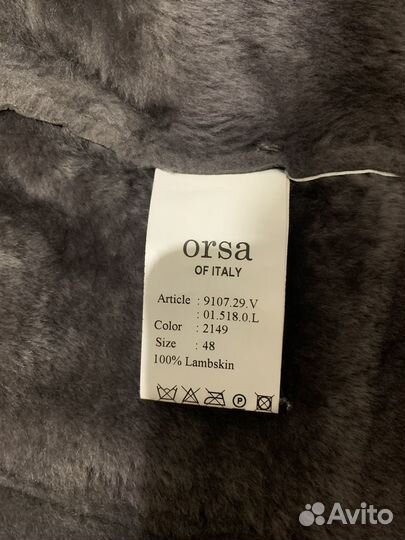 orsa
OF ITALY
Article : 9107.29.V
: 01.518.0.L
Color : 2149
Size : 48
100% Lambskin
P
Avito